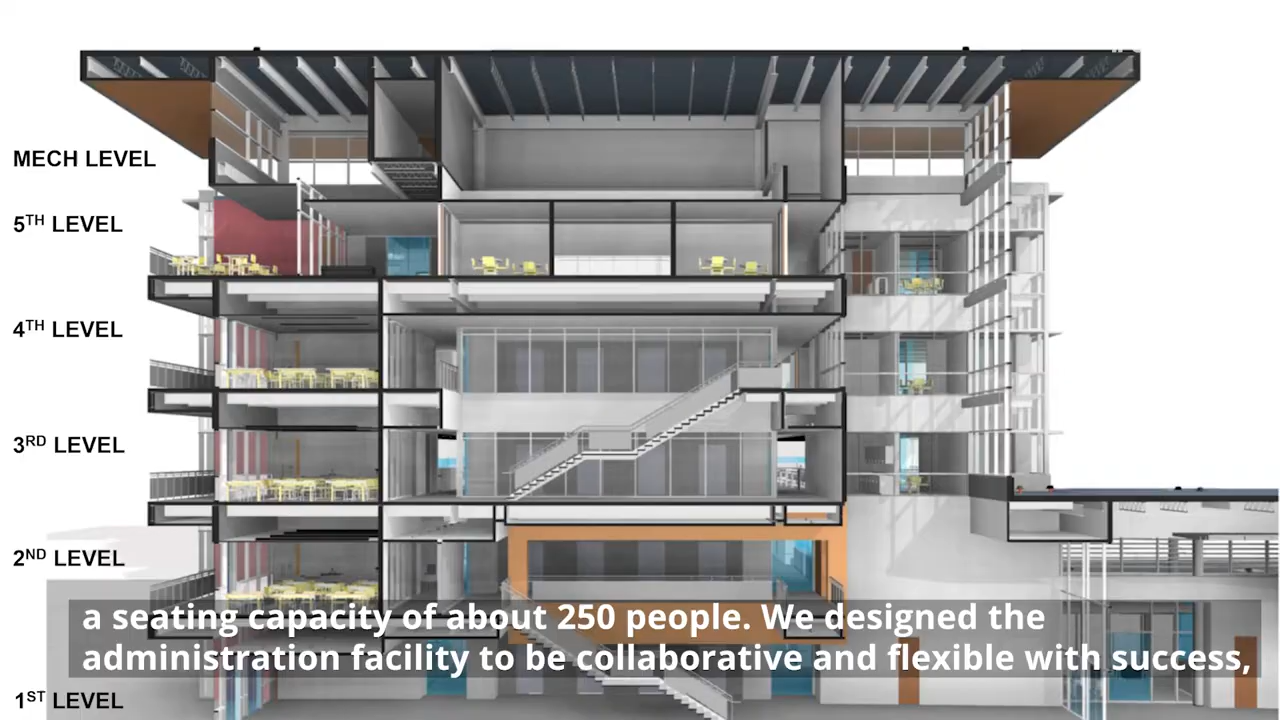 MECH LEVEL
5TH LEVEL
4TH LEVEL
3RD LEVEL
2ND LEVEL
a seating capacity of about 250 people. We designed the
administration facility to be collaborative and flexible with success,
1ST LEVEL